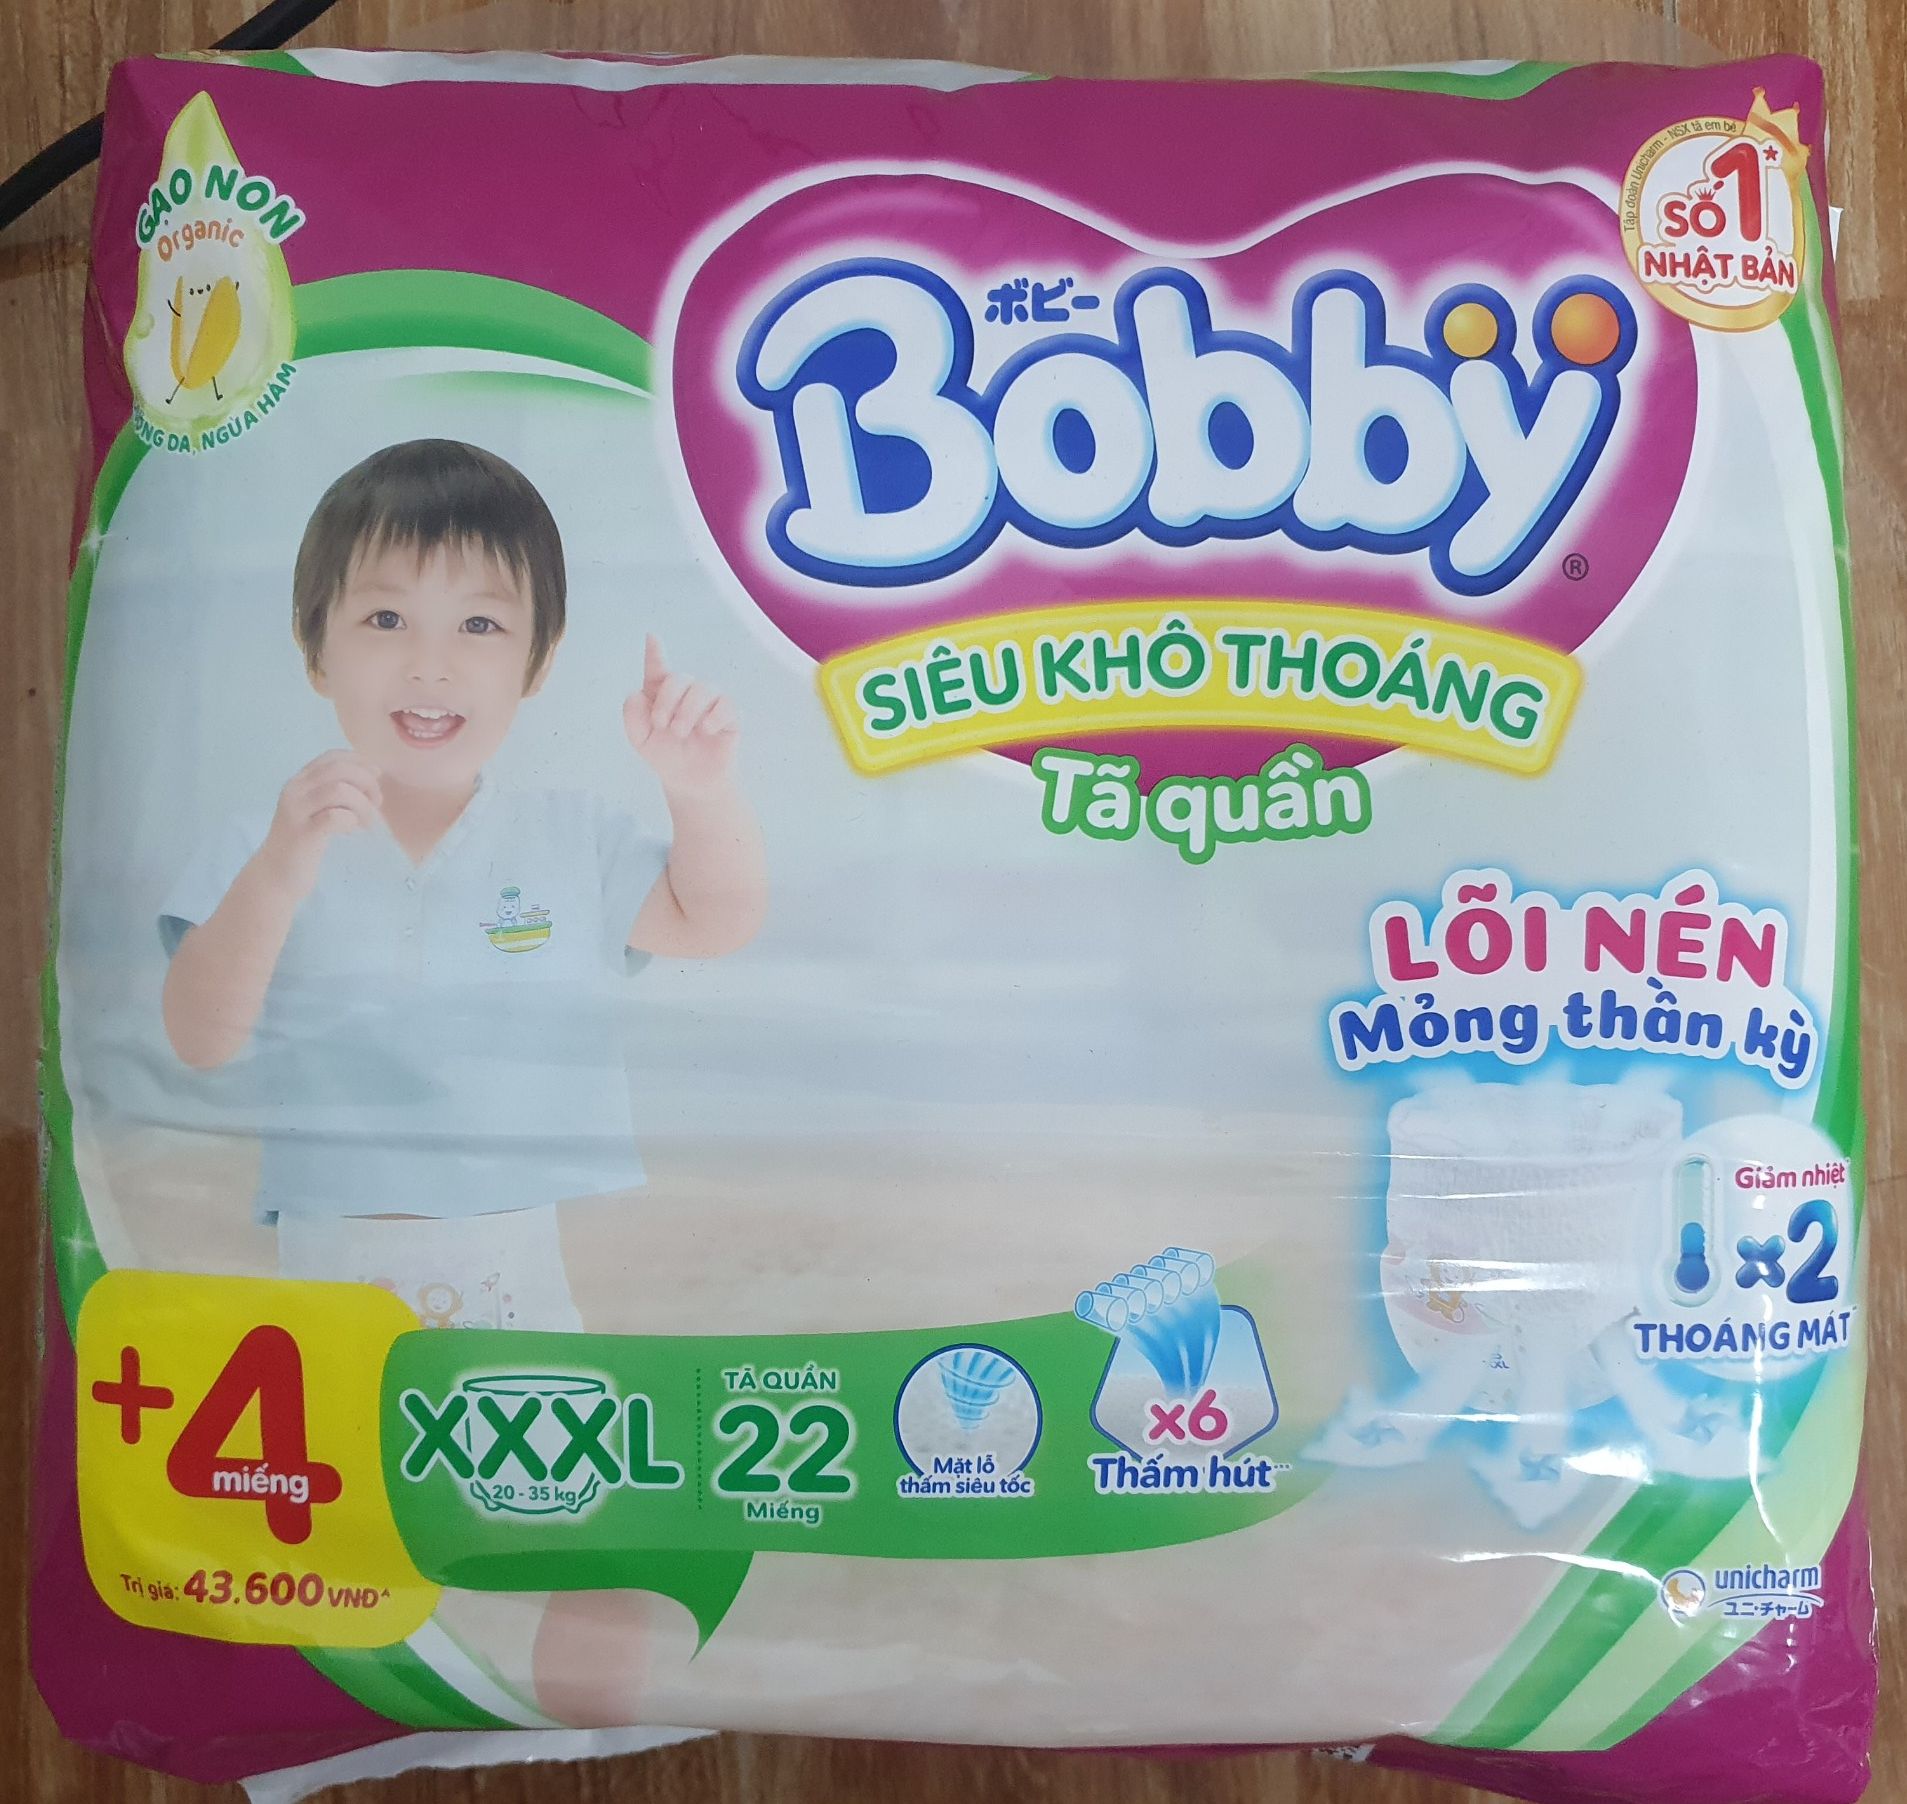 GẠO NON
Organic
DA, NGỪA HĂM
Tập đoàn Unicharm - NSX tã em bé
SỐ 1*
NHẬT BẢN
ボビー
Bobby
®
SIÊU KHÔ THOÁNG
Tã quần
LÕI NÉN
Mỏng thần kỳ
Giảm nhiệt
x2
THOÁNG MÁT
+4
miếng
Trị giá: 43.600 VNĐ^
XXXL
20 - 35 kg
TÃ QUẦN
22
Miếng
Mặt lỗ
thấm siêu tốc
x6
Thấm hút
unicharm
ユニ・チャーム